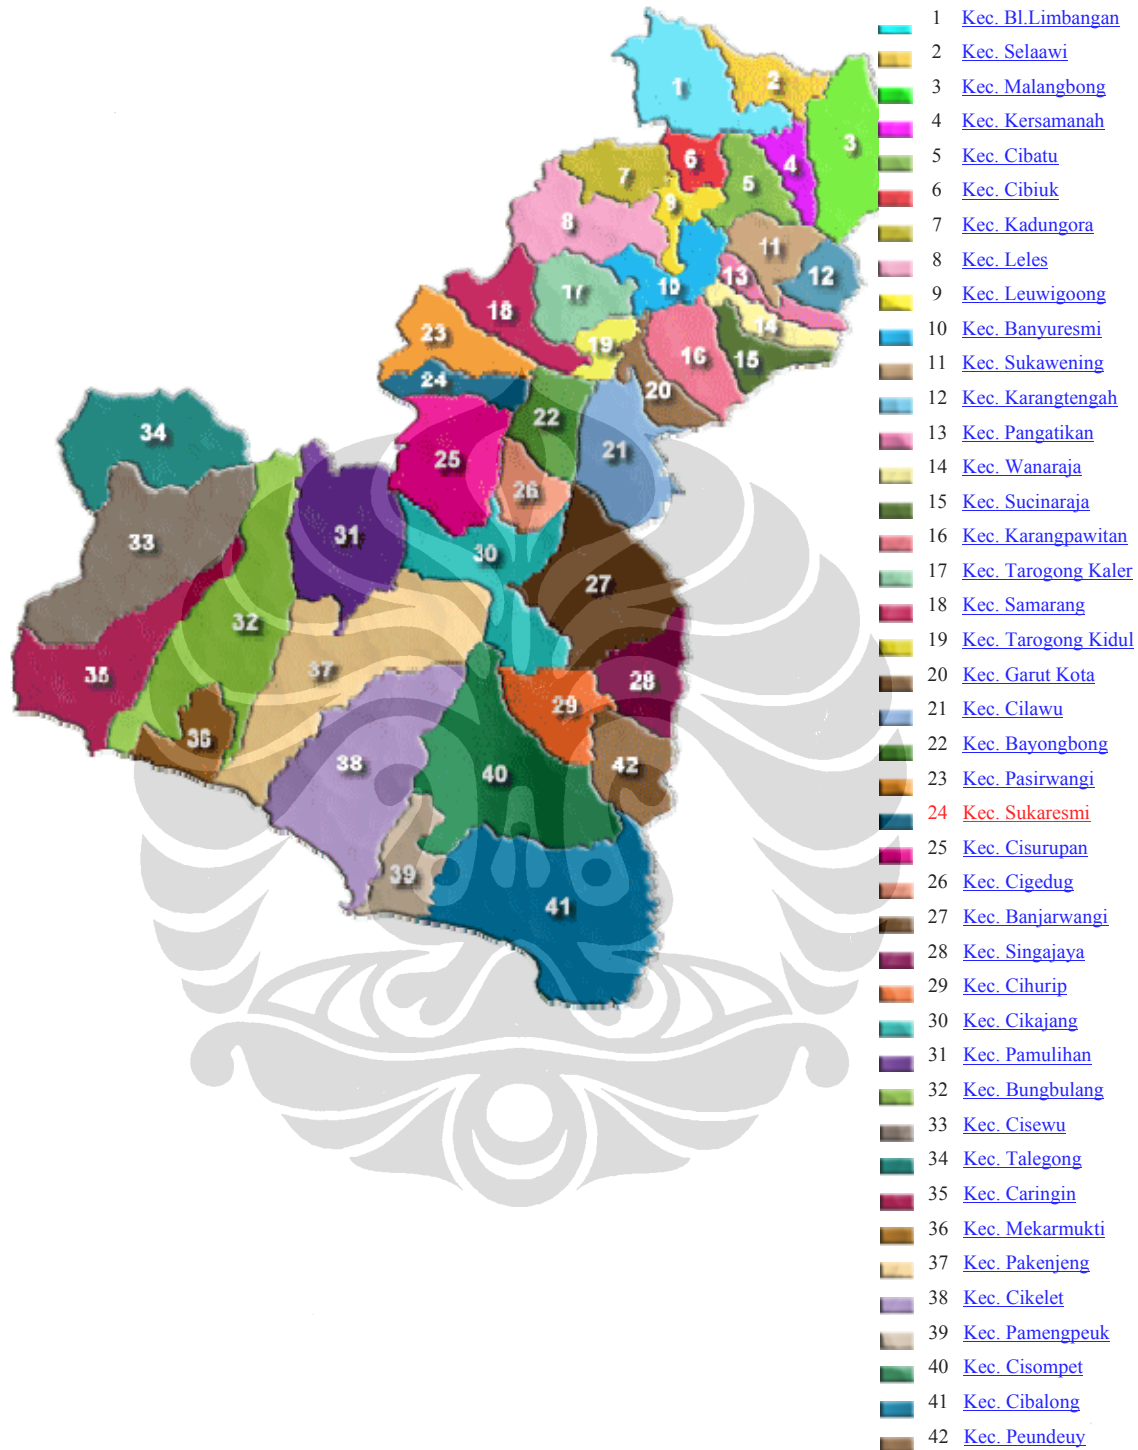 1 Kec. Bl.Limbangan
2 Kec. Selaawi
3 Kec. Malangbong
4 Kec. Kersamanah
5 Kec. Cibatu
6 Kec. Cibiuk
7 Kec. Kadungora
8 Kec. Leles
9 Kec. Leuwigoong
10 Kec. Banyuresmi
11 Kec. Sukawening
12 Kec. Karangtengah
13 Kec. Pangatikan
14 Kec. Wanaraja
15 Kec. Sucinaraja
16 Kec. Karangpawitan
17 Kec. Tarogong Kaler
18 Kec. Samarang
19 Kec. Tarogong Kidul
20 Kec. Garut Kota
21 Kec. Cilawu
22 Kec. Bayongbong
23 Kec. Pasirwangi
24 Kec. Sukaresmi
25 Kec. Cisurupan
26 Kec. Cigedug
27 Kec. Banjarwangi
28 Kec. Singajaya
29 Kec. Cihurip
30 Kec. Cikajang
31 Kec. Pamulihan
32 Kec. Bungbulang
33 Kec. Cisewu
34 Kec. Talegong
35 Kec. Caringin
36 Kec. Mekarmukti
37 Kec. Pakenjeng
38 Kec. Cikelet
39 Kec. Pamengpeuk
40 Kec. Cisompet
41 Kec. Cibalong
42 Kec. Peundeuy
1
2
3
6
4
7
5
9
8
11
12
13
17
10
18
14
23
19
16
15
24
20
22
34
21
25
26
31
33
30
27
32
37
35
28
29
36
38
42
40
39
41